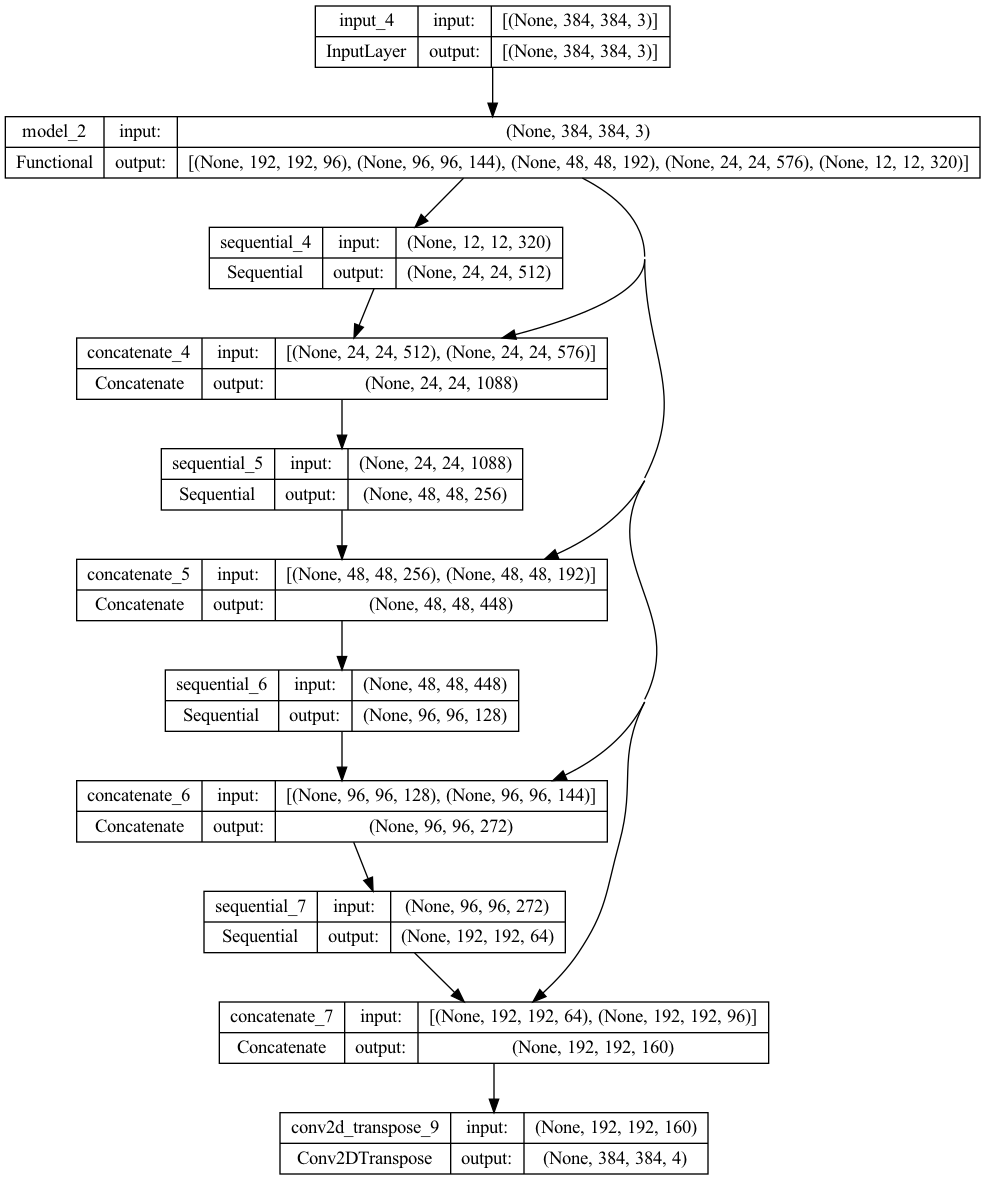 input_4 input: [(None, 384, 384, 3)]
InputLayer output: [(None, 384, 384, 3)]
model_2 input: (None, 384, 384, 3)
Functional output: [(None, 192, 192, 96), (None, 96, 96, 144), (None, 48, 48, 192), (None, 24, 24, 576), (None, 12, 12, 320)]
sequential_4 input: (None, 12, 12, 320)
Sequential output: (None, 24, 24, 512)
concatenate_4 input: [(None, 24, 24, 512), (None, 24, 24, 576)]
Concatenate output: (None, 24, 24, 1088)
sequential_5 input: (None, 24, 24, 1088)
Sequential output: (None, 48, 48, 256)
concatenate_5 input: [(None, 48, 48, 256), (None, 48, 48, 192)]
Concatenate output: (None, 48, 48, 448)
sequential_6 input: (None, 48, 48, 448)
Sequential output: (None, 96, 96, 128)
concatenate_6 input: [(None, 96, 96, 128), (None, 96, 96, 144)]
Concatenate output: (None, 96, 96, 272)
sequential_7 input: (None, 96, 96, 272)
Sequential output: (None, 192, 192, 64)
concatenate_7 input: [(None, 192, 192, 64), (None, 192, 192, 96)]
Concatenate output: (None, 192, 192, 160)
conv2d_transpose_9 input: (None, 192, 192, 160)
Conv2DTranspose output: (None, 384, 384, 4)